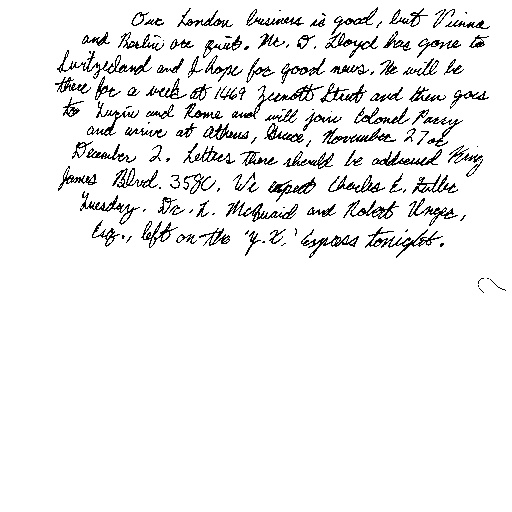 Our London business is good, but Vienna
and Berlin are quiet. Mr. D. Lloyd has gone to
Switzerland and I hope for good news. He will be
there for a week at 1469 Zermott Street and then goes
to Turin and Rome and will join Colonel Parry
and arrive at Athens, Greece, November 27 or
December 2. Letters there should be addressed King
James Blvd. 3580. We expect Charles E. Fuller
Tuesday. Dr. L. McQuaid and Robert Unger,
Esq., left on the 'Y.X.' Express tonight.